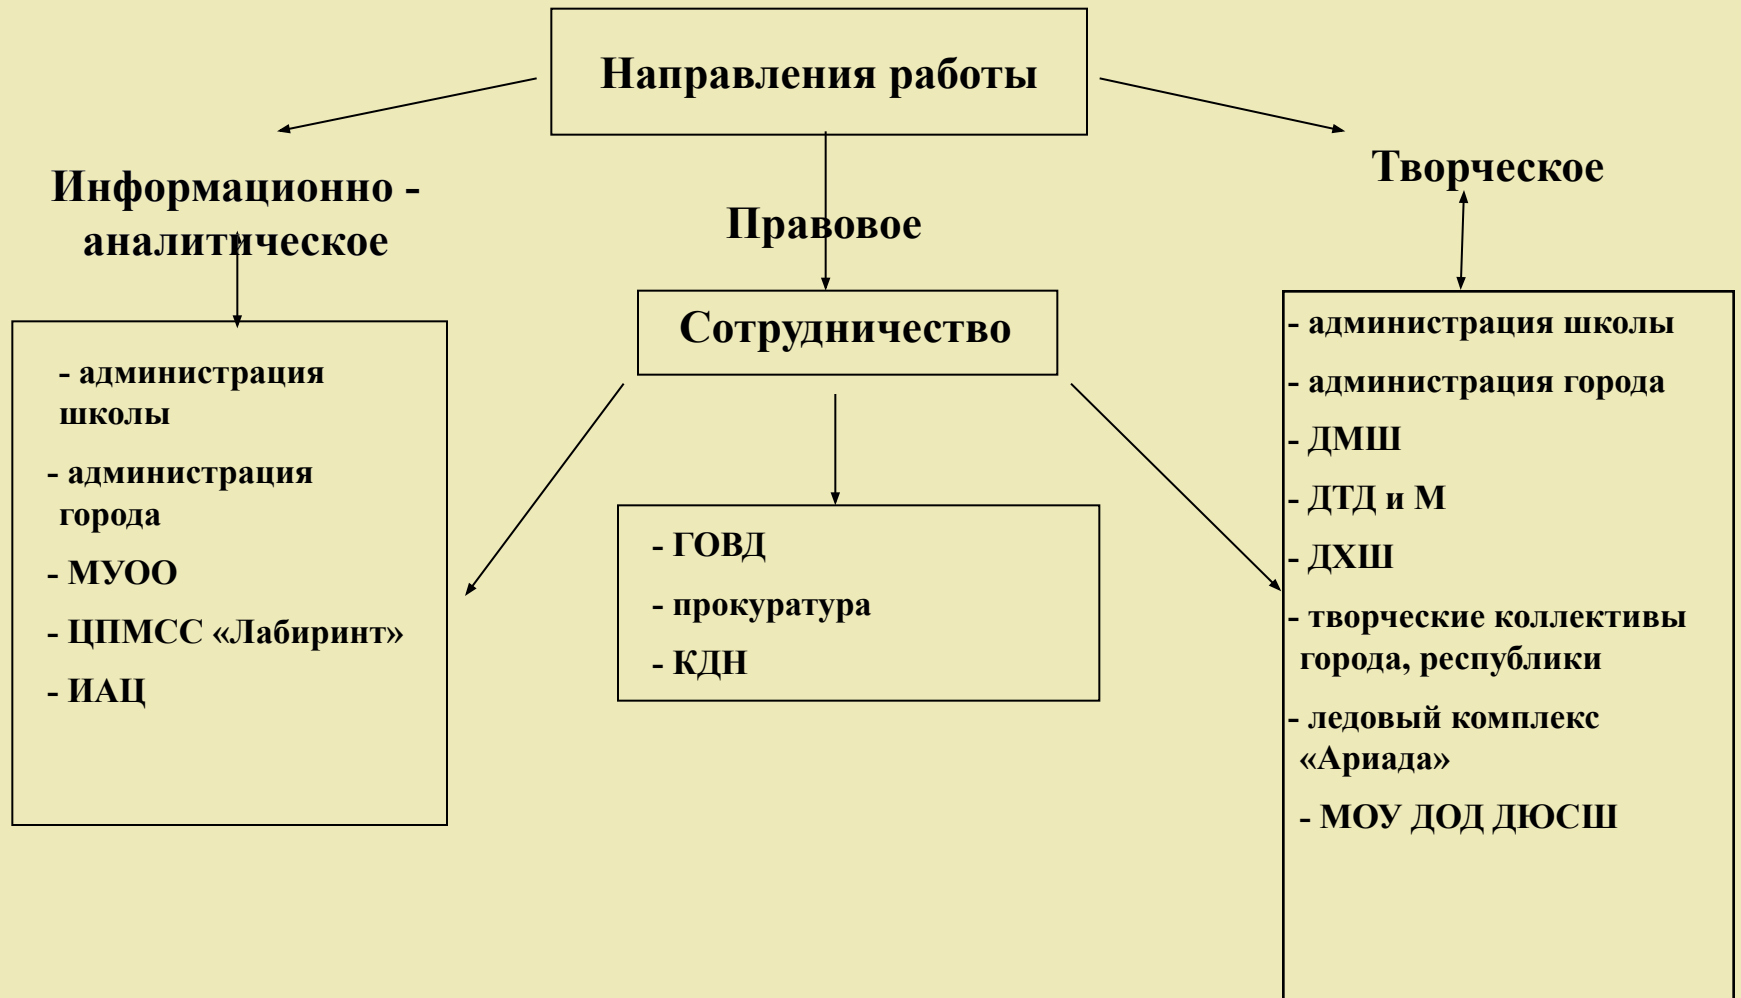 Направления работы
Информационно -
аналитическое
Правовое
Творческое
Сотрудничество
- администрация
школы
- администрация
города
- МУОО
- ЦПМСС «Лабиринт»
- ИАЦ
- ГОВД
- прокуратура
- КДН
- администрация школы
- администрация города
- ДМШ
- ДТД и М
- ДХШ
- творческие коллективы
города, республики
- ледовый комплекс
«Ариада»
- МОУ ДОД ДЮСШ